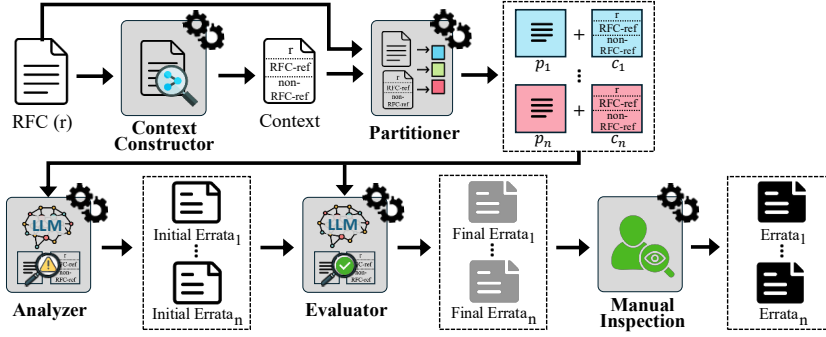 RFC (r)
Context
Constructor
r
RFC-ref
non-
RFC-ref
Context
r
RFC-ref
non-
RFC-ref
Partitioner
+
r
RFC-ref
non-
RFC-ref
p₁
c₁
+
r
RFC-ref
non-
RFC-ref
pₙ
cₙ
LLM
r
RFC-ref
non-
RFC-ref
Analyzer
Initial Errata₁
Initial Errataₙ
LLM
r
RFC-ref
non-
RFC-ref
Evaluator
Final Errata₁
Final Errataₙ
Manual
Inspection
Errata₁
Errataₙ